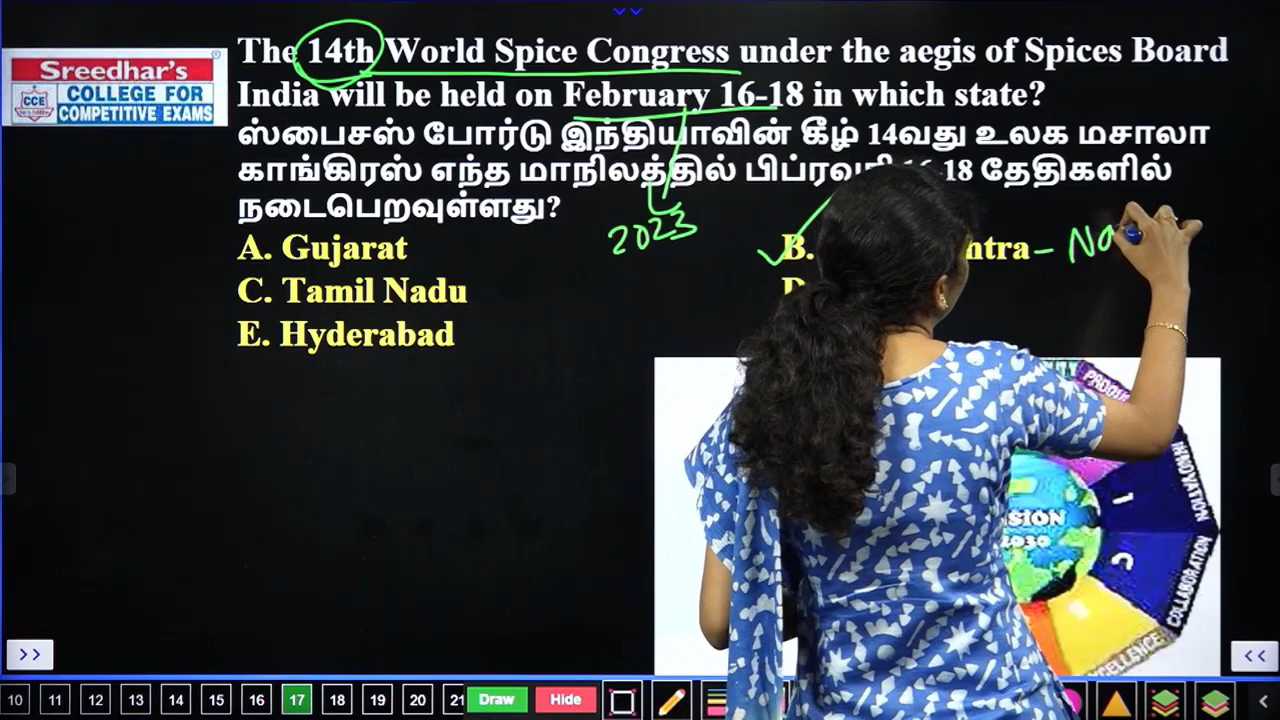 The 14th World Spice Congress under the aegis of Spices Board
India will be held on February 16-18 in which state?
ஸ்பைசஸ் போர்டு இந்தியாவின் கீழ் 14வது உலக மசாலா
காங்கிரஸ் எந்த மாநிலத்தில் 18 தேதிகளில்
நடைபெறவுள்ளது?
2023
A. Gujarat
B. ntra - Na
C. Tamil Nadu
D.
E. Hyderabad
Sreedhar's
CCE
COLLEGE FOR
COMPETITIVE EXAMS
INNOVATION
COLLABORATION
2030
>>
<<
10 11 12 13 14 15 16 17 18 19 20 21 Draw Hide